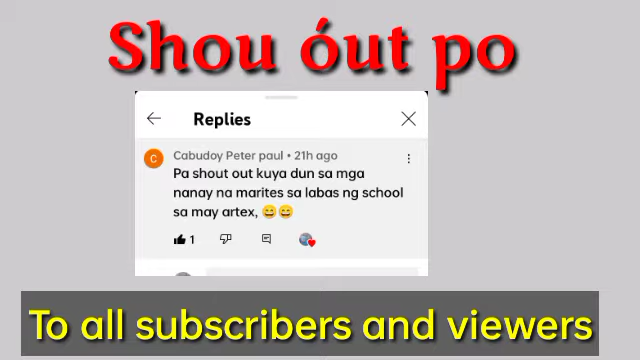 Shou óut po
Replies
Cabudoy Peter paul • 21h ago
Pa shout out kuya dun sa mga
nanay na marites sa labas ng school
sa may artex, 😄😄
1
To all subscribers and viewers